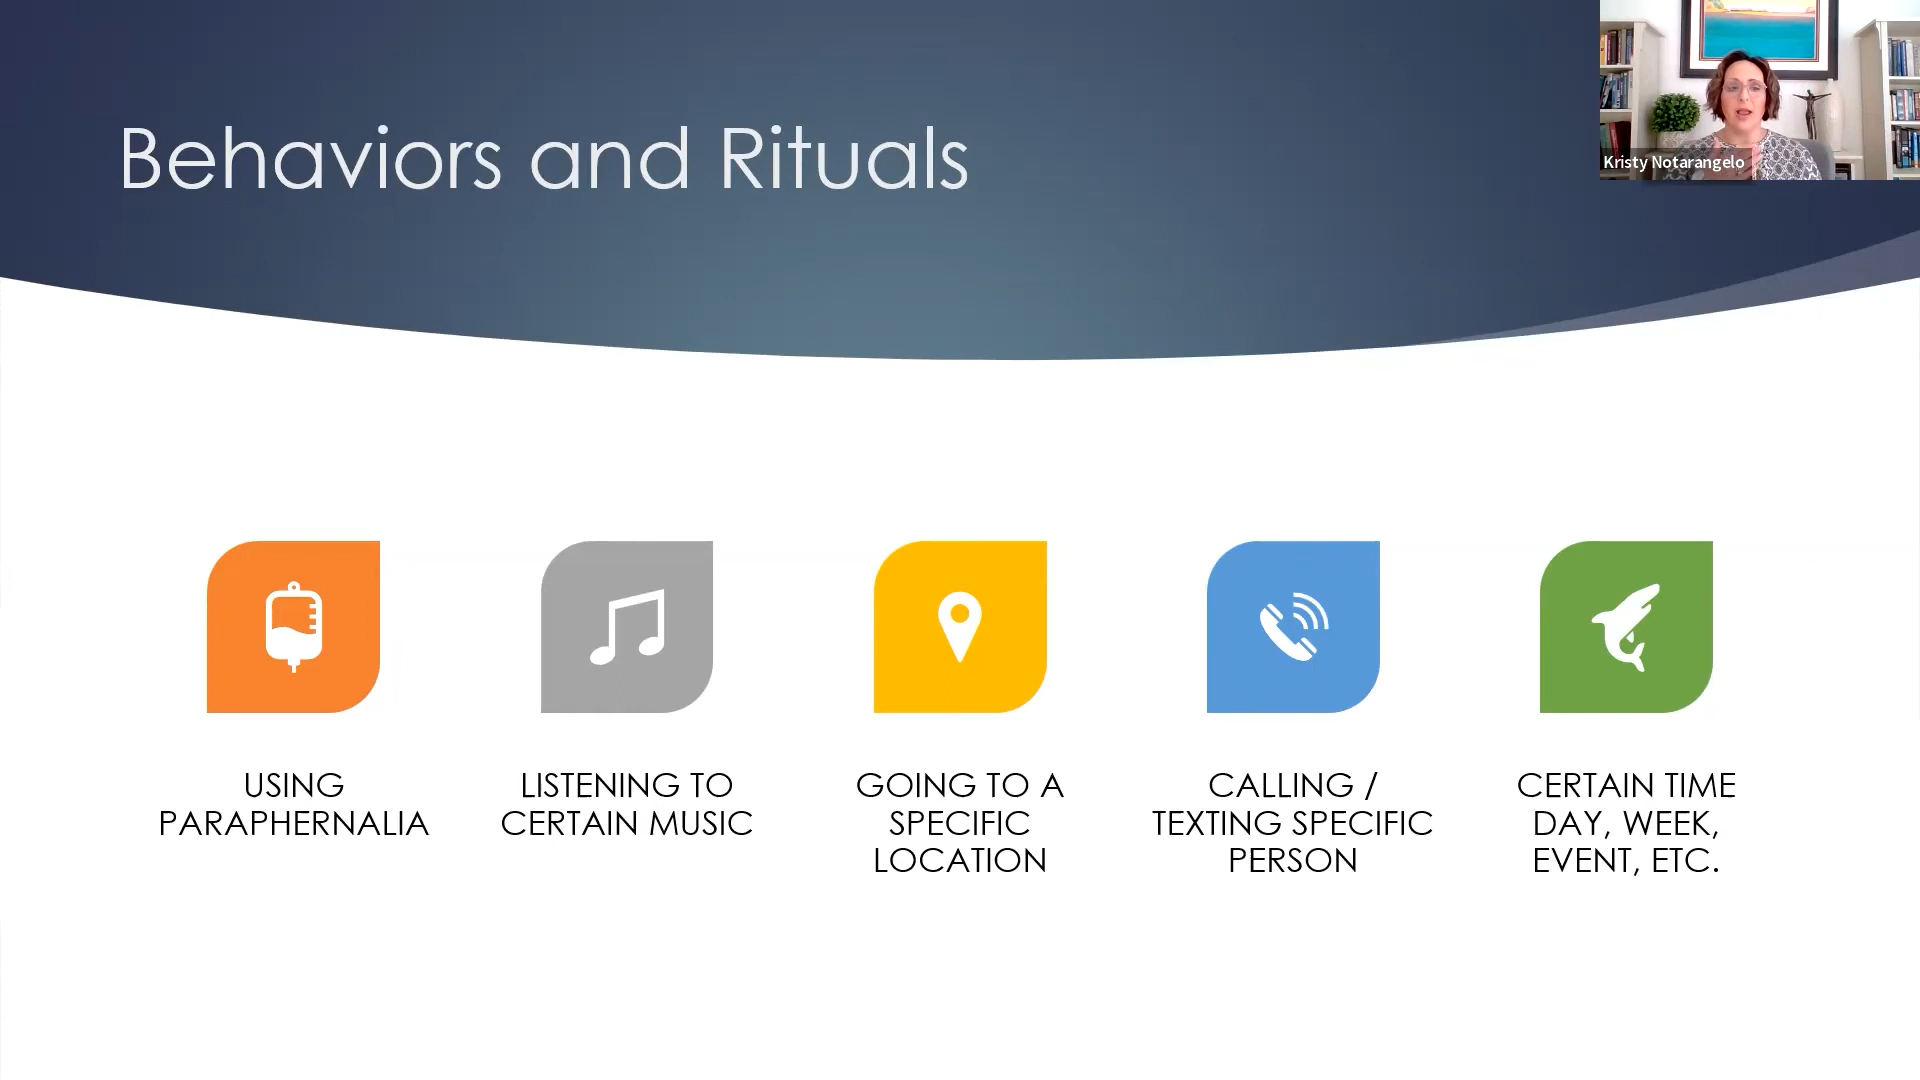 Behaviors and Rituals
Kristy Notarangelo
USING
PARAPHERNALIA
LISTENING TO
CERTAIN MUSIC
GOING TO A
SPECIFIC
LOCATION
CALLING /
TEXTING SPECIFIC
PERSON
CERTAIN TIME
DAY, WEEK,
EVENT, ETC.